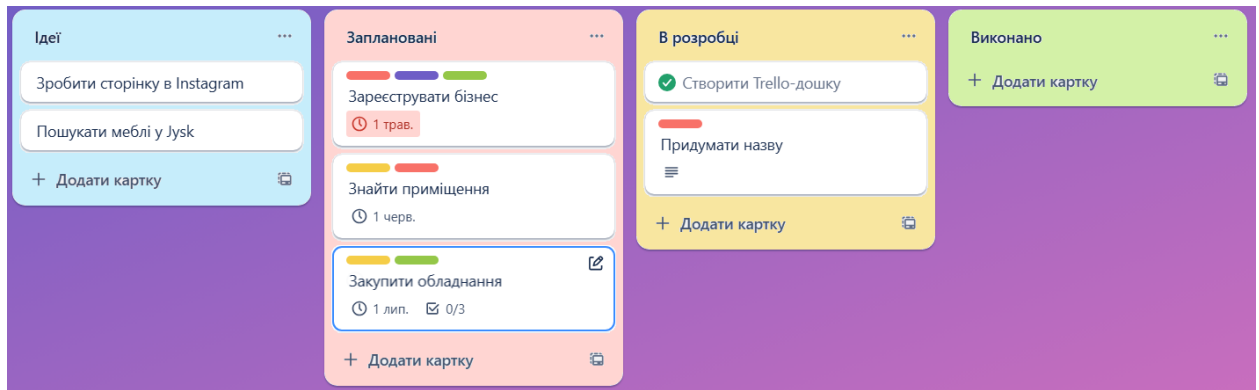 Ідеї
Зробити сторінку в Instagram
Пошукати меблі у Jysk
+ Додати картку
Заплановані
Зареєструвати бізнес
1 трав.
Знайти приміщення
1 черв.
Закупити обладнання
1 лип. 0/3
+ Додати картку
В розробці
Створити Trello-дошку
Придумати назву
+ Додати картку
Виконано
+ Додати картку